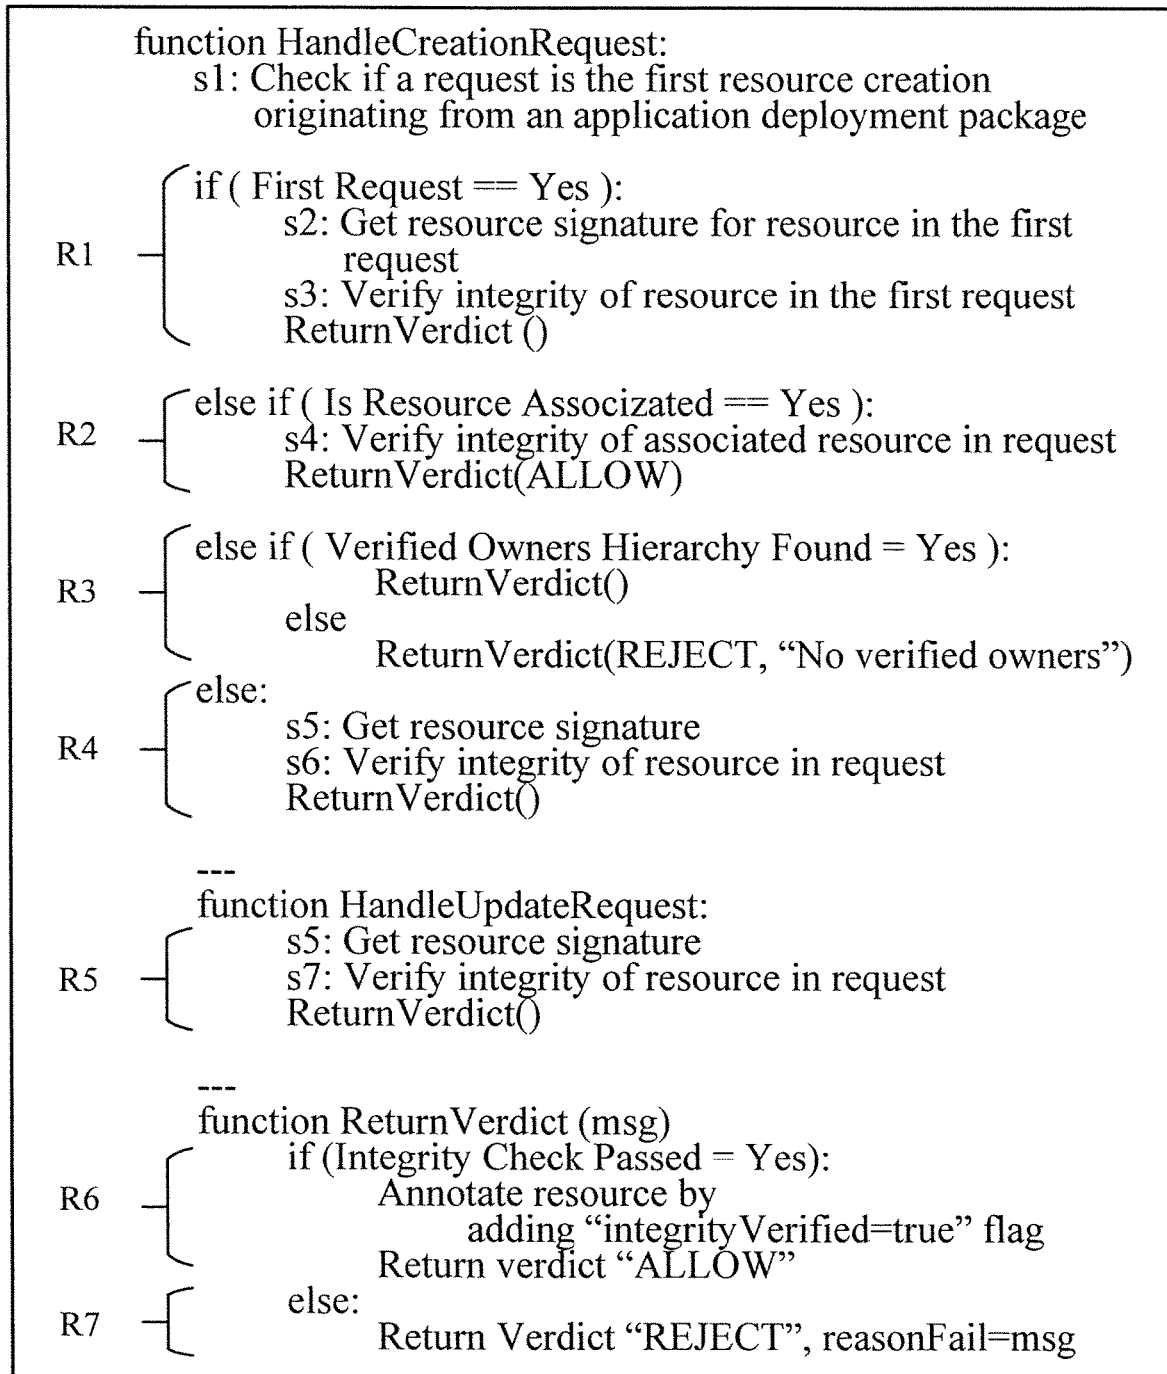 function HandleCreationRequest:
s1: Check if a request is the first resource creation
originating from an application deployment package
if ( First Request == Yes ):
s2: Get resource signature for resource in the first
request
R1
s3: Verify integrity of resource in the first request
ReturnVerdict ()
else if ( Is Resource Associzated == Yes ):
R2
s4: Verify integrity of associated resource in request
ReturnVerdict(ALLOW)
else if ( Verified Owners Hierarchy Found = Yes ):
R3
ReturnVerdict()
else
ReturnVerdict(REJECT, “No verified owners”)
else:
s5: Get resource signature
R4
s6: Verify integrity of resource in request
ReturnVerdict()
---
function HandleUpdateRequest:
s5: Get resource signature
R5
s7: Verify integrity of resource in request
ReturnVerdict()
---
function ReturnVerdict (msg)
if (Integrity Check Passed = Yes):
R6
Annotate resource by
adding “integrityVerified=true” flag
Return verdict “ALLOW”
else:
R7
Return Verdict “REJECT”, reasonFail=msg